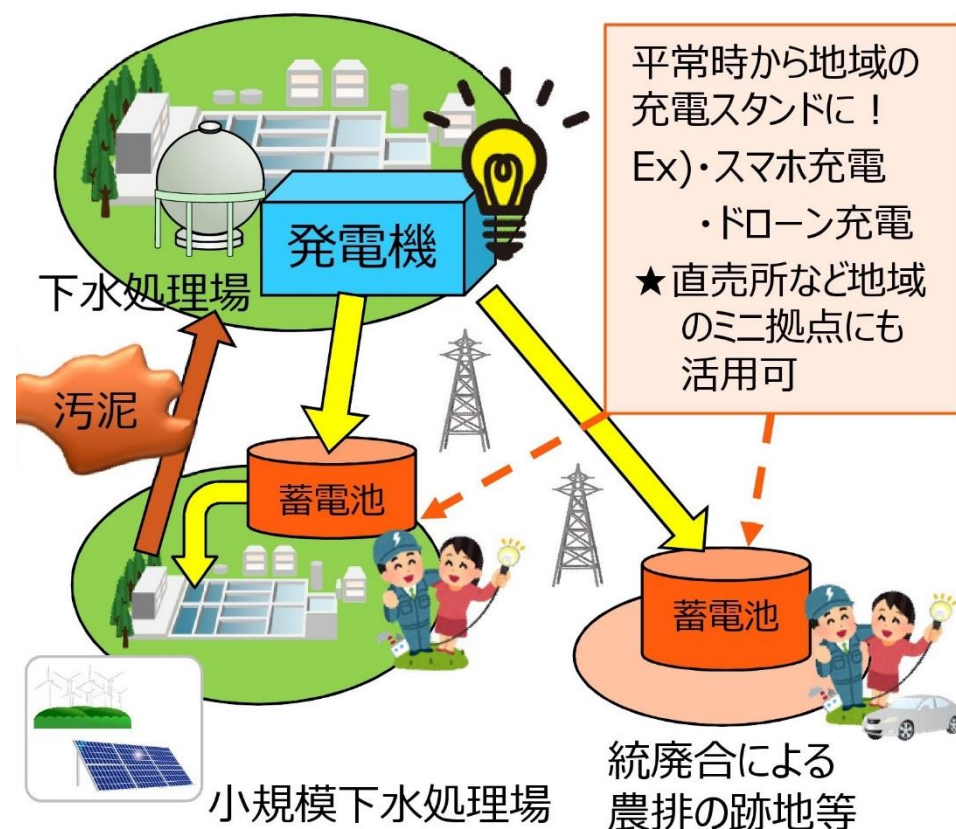 平常時から地域の
充電スタンドに！
Ex)・スマホ充電
・ドローン充電
★直売所など地域
のミニ拠点にも
活用可
発電機
下水処理場
汚泥
蓄電池
蓄電池
小規模下水処理場
統廃合による
農排の跡地等